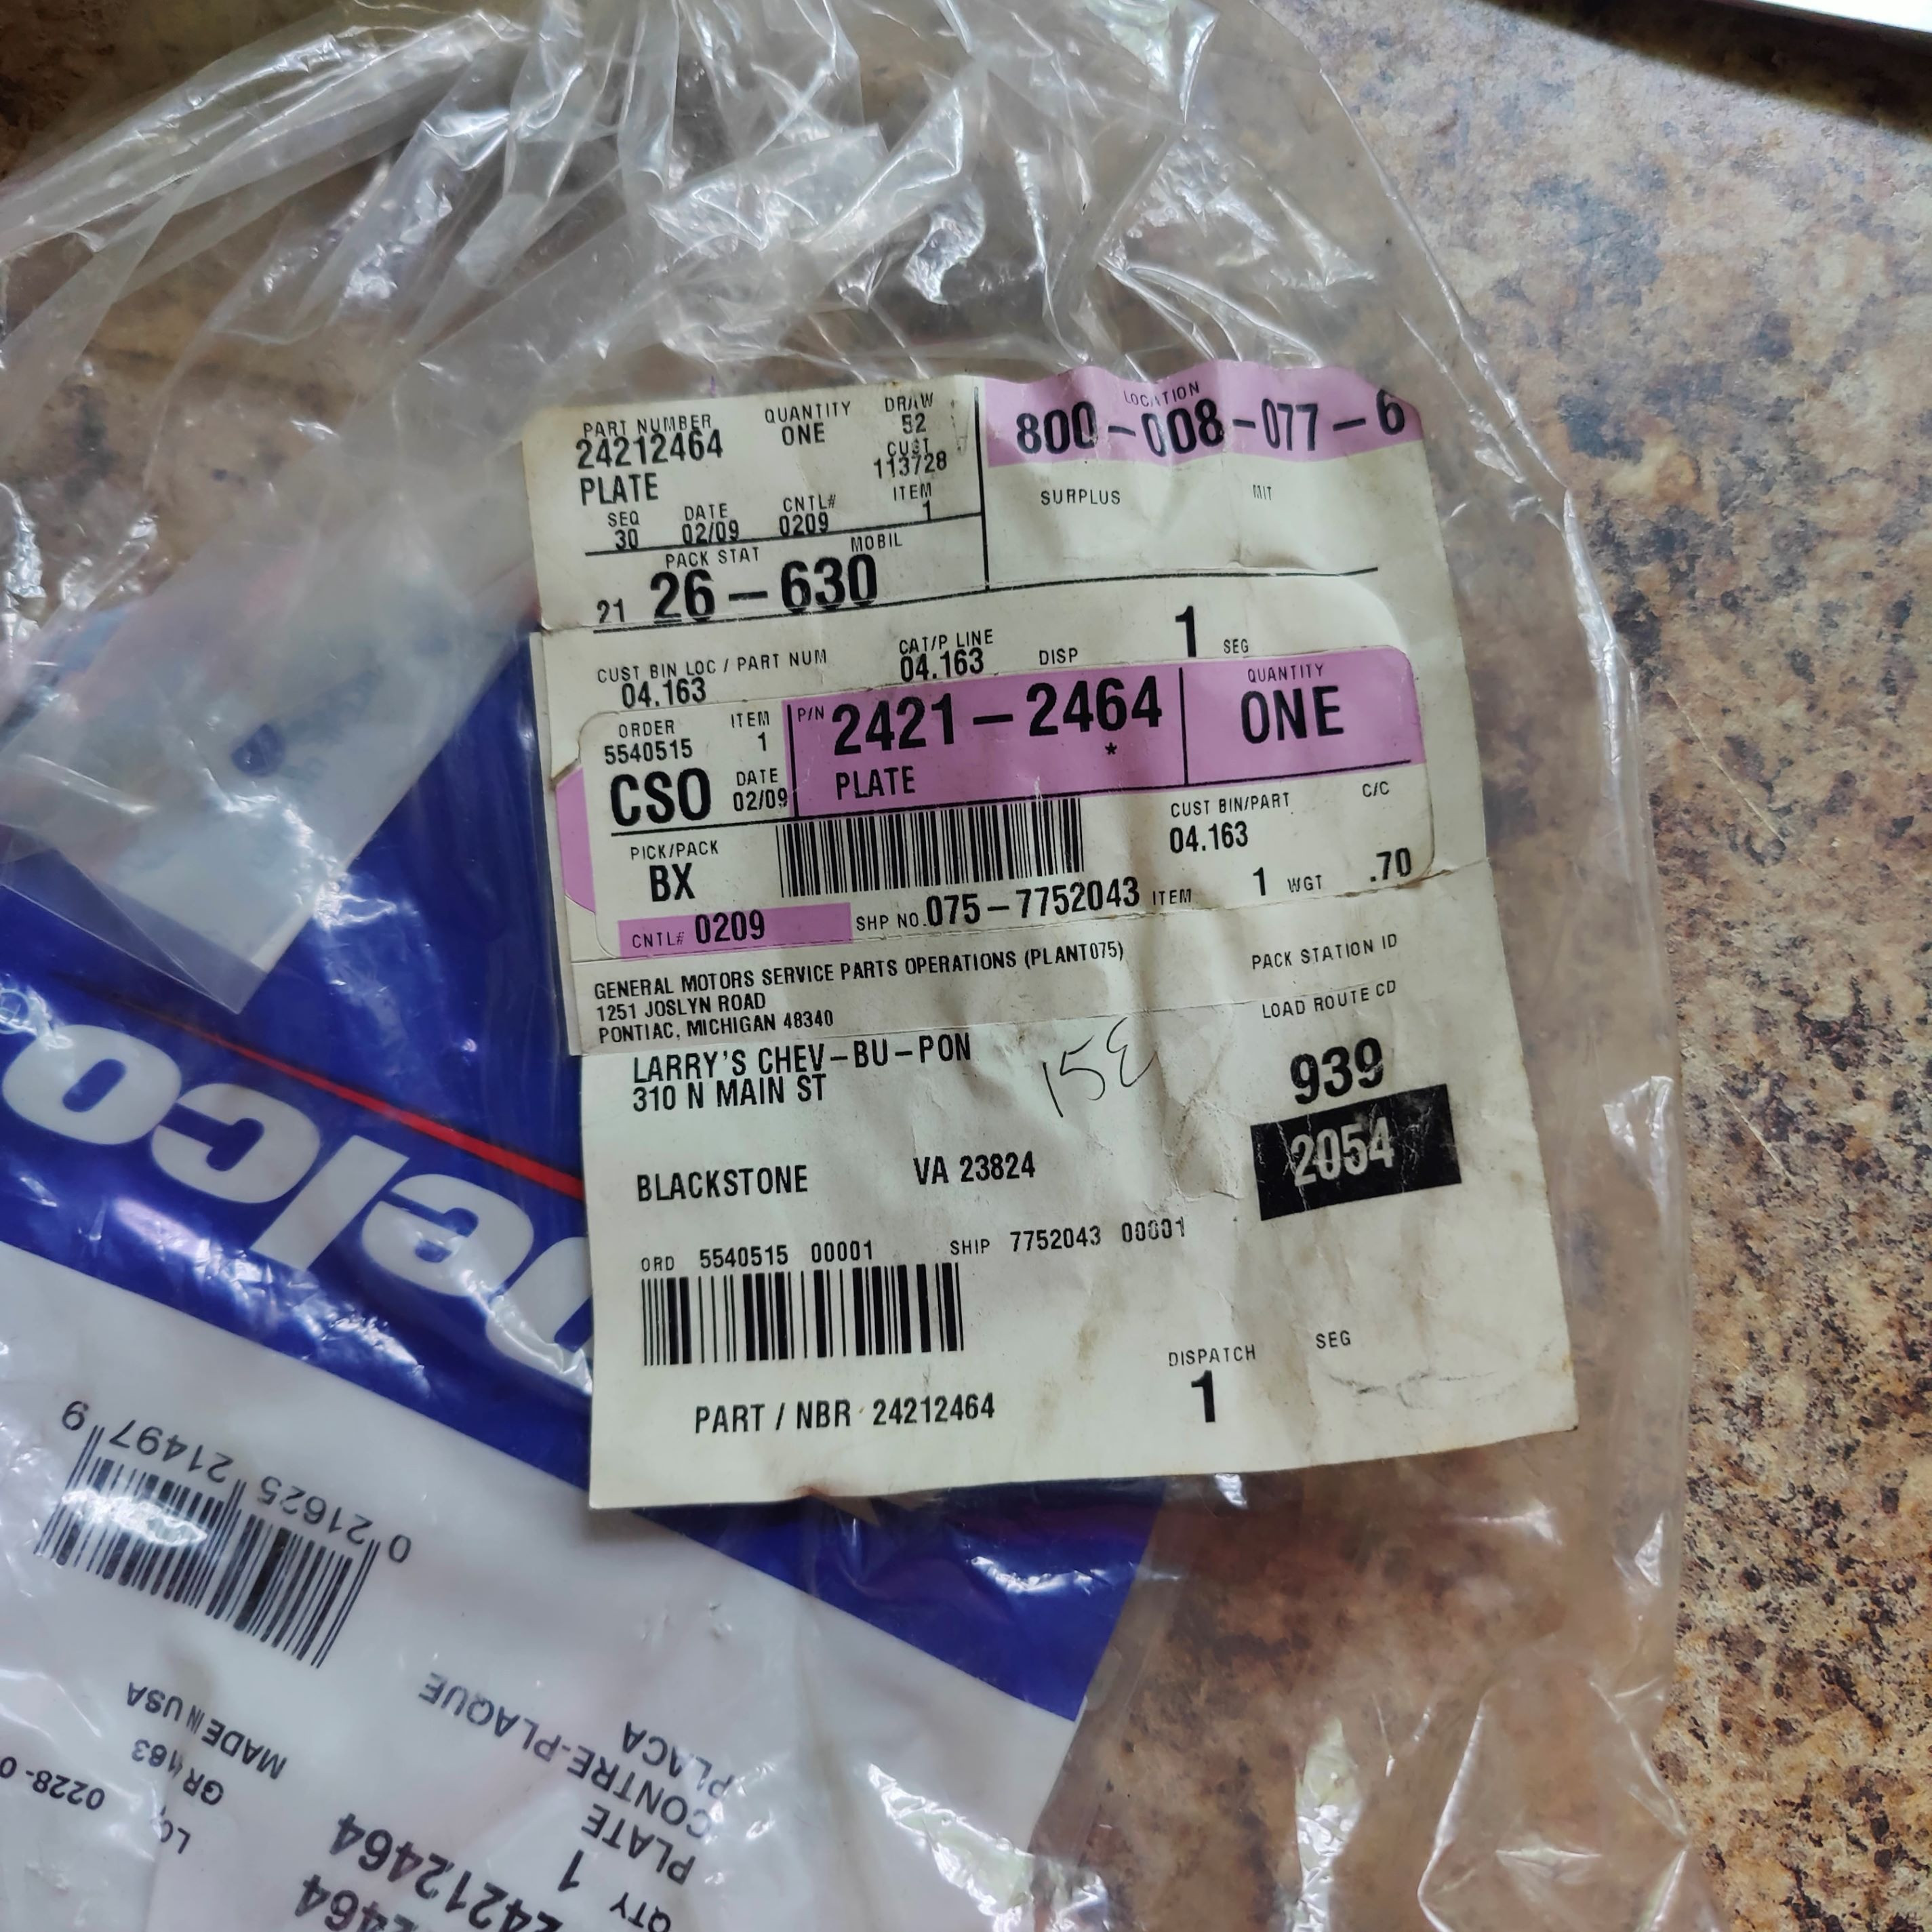 PART NUMBER QUANTITY DRAW
24212464 ONE 52
PLATE CUST
113728
SEQ DATE CNTL# ITEM
30 02/09 0209 1
PACK STAT MOBIL
21 26-630
LOCATION
800-008-077-6
SURPLUS MIT
CUST BIN LOC / PART NUM CAT/P LINE DISP 1 SEG
04.163 04.163
ORDER ITEM P/N 2421-2464 QUANTITY
5540515 1 * ONE
CSO DATE PLATE
02/09
PICK/PACK CUST BIN/PART C/C
BX 04.163
CNTL# 0209 SHP NO. 075-7752043 ITEM 1 WGT .70
GENERAL MOTORS SERVICE PARTS OPERATIONS (PLANT075)
1251 JOSLYN ROAD
PONTIAC, MICHIGAN 48340
PACK STATION ID
LOAD ROUTE CD
LARRY'S CHEV-BU-PON
310 N MAIN ST
939
2054
BLACKSTONE VA 23824
ORD 5540515 00001 SHIP 7752043 00001
DISPATCH SEG
1
PART / NBR 24212464
elco
0 21625 21497 9
24212464
QTY 1
PLATE
CONTRE-PLAQUE
PLACA
GR
MADE IN USA